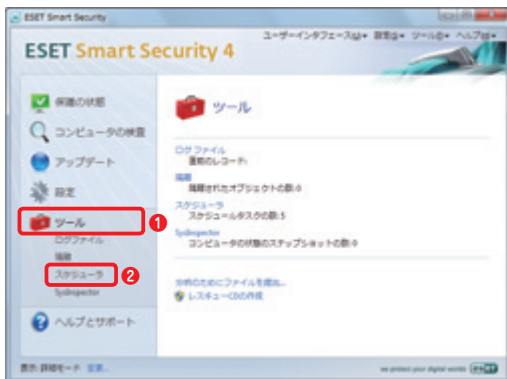 ESET Smart Security
ユーザーインタフェース(U)▾ 設定(S)▾ ツール(O)▾ ヘルプ(H)▾
ESET Smart Security 4
保護の状態
コンピュータの検査
アップデート
設定
ツール
ログファイル
隔離
スケジューラ
SysInspector
ヘルプとサポート
表示: 詳細モード 変更...
ツール
ログ ファイル
直前のレコード:
隔離
隔離されたオブジェクトの数:0
スケジューラ
スケジュールタスクの数:5
SysInspector
コンピュータの状態のスナップショットの数:0
分析のためにファイルを提出...
レスキューCDの作成
1
2
we protect your digital worlds
ESET